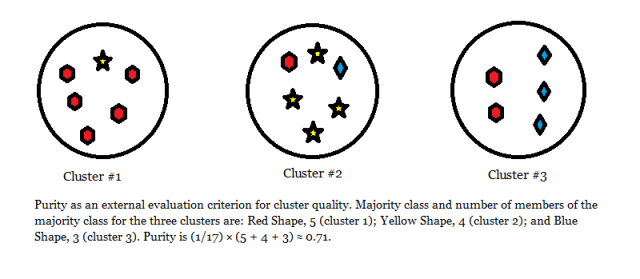 Cluster #1
Cluster #2
Cluster #3
Purity as an external evaluation criterion for cluster quality. Majority class and number of members of the
majority class for the three clusters are: Red Shape, 5 (cluster 1); Yellow Shape, 4 (cluster 2); and Blue
Shape, 3 (cluster 3). Purity is (1/17) × (5 + 4 + 3) ≈ 0.71.